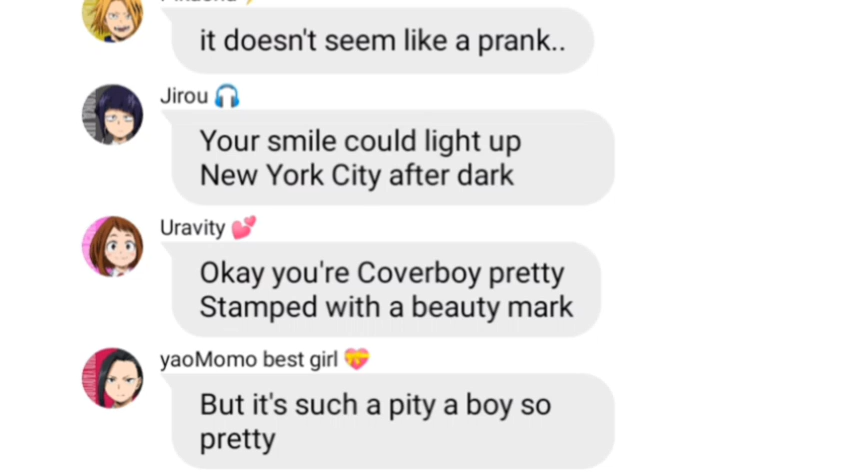 it doesn't seem like a prank..
Jirou 🎧
Your smile could light up
New York City after dark
Uravity 💕
Okay you're Coverboy pretty
Stamped with a beauty mark
yaoMomo best girl 💝
But it's such a pity a boy so
pretty